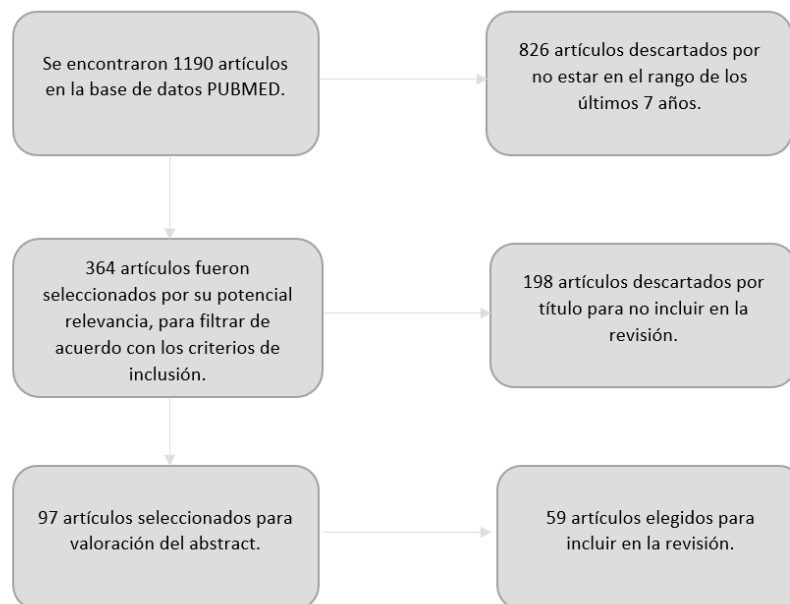 Se encontraron 1190 artículos
en la base de datos PUBMED.
826 artículos descartados por
no estar en el rango de los
últimos 7 años.
364 artículos fueron
seleccionados por su potencial
relevancia, para filtrar de
acuerdo con los criterios de
inclusión.
198 artículos descartados por
título para no incluir en la
revisión.
97 artículos seleccionados para
valoración del abstract.
59 artículos elegidos para
incluir en la revisión.